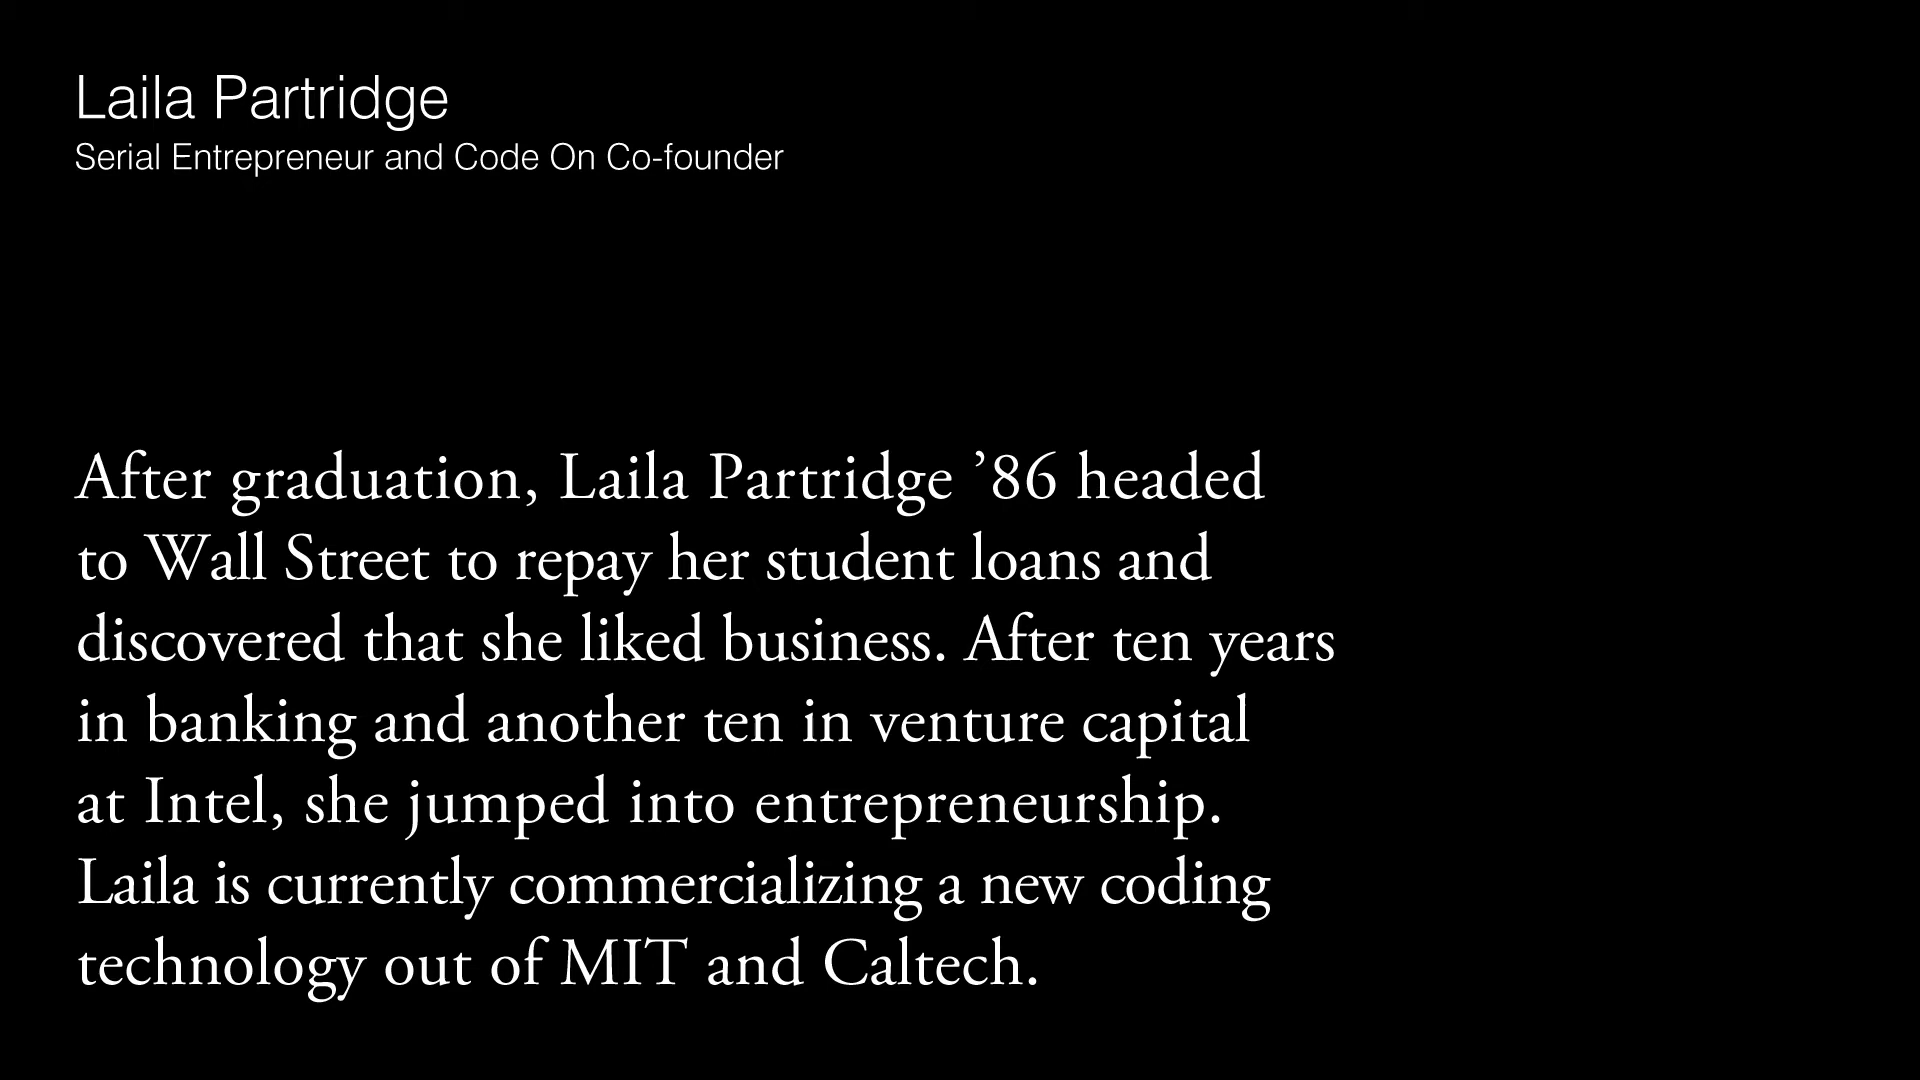 Laila Partridge
Serial Entrepreneur and Code On Co-founder
After graduation, Laila Partridge ’86 headed
to Wall Street to repay her student loans and
discovered that she liked business. After ten years
in banking and another ten in venture capital
at Intel, she jumped into entrepreneurship.
Laila is currently commercializing a new coding
technology out of MIT and Caltech.